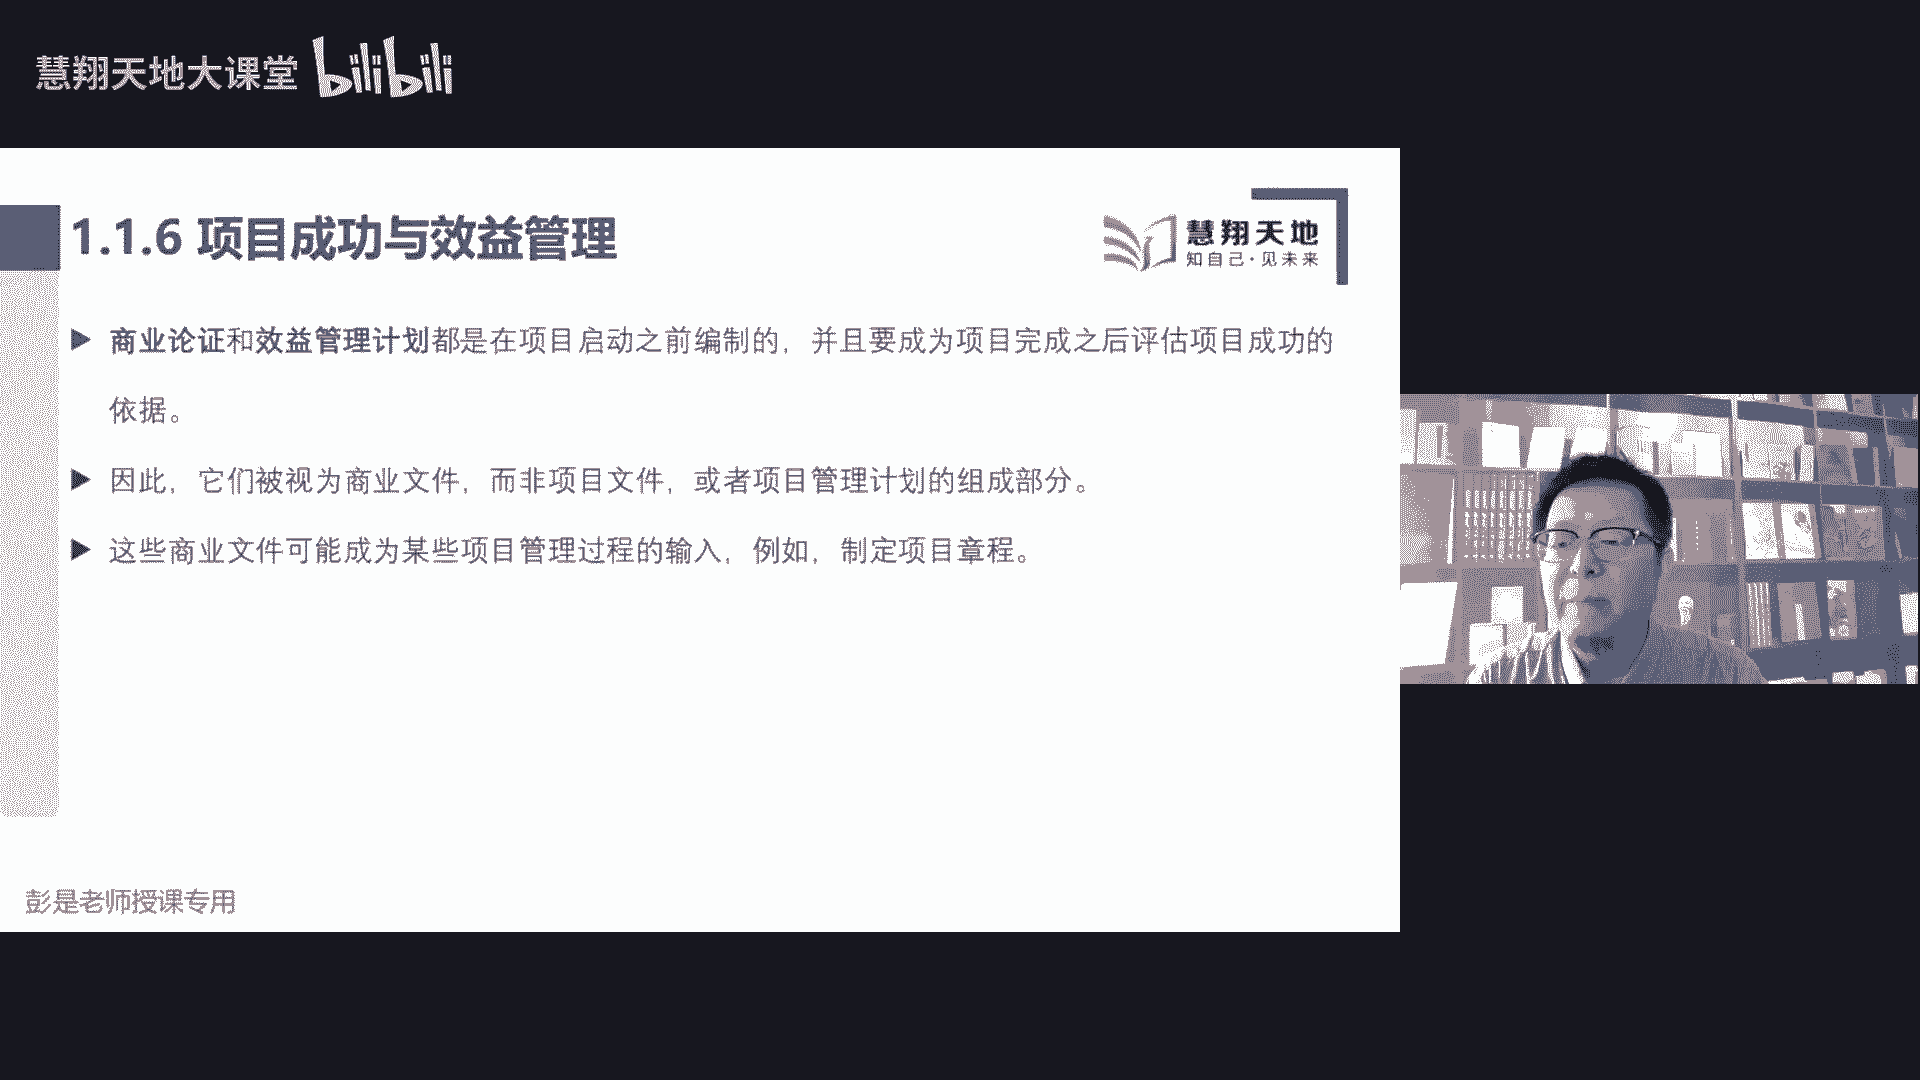 慧翔天地大课堂 bilibili
1.1.6 项目成功与效益管理
慧翔天地
知自己·见未来
商业论证和效益管理计划都是在项目启动之前编制的，并且要成为项目完成之后评估项目成功的
依据。
因此，它们被视为商业文件，而非项目文件，或者项目管理计划的组成部分。
这些商业文件可能成为某些项目管理过程的输入，例如，制定项目章程。
彭是老师授课专用